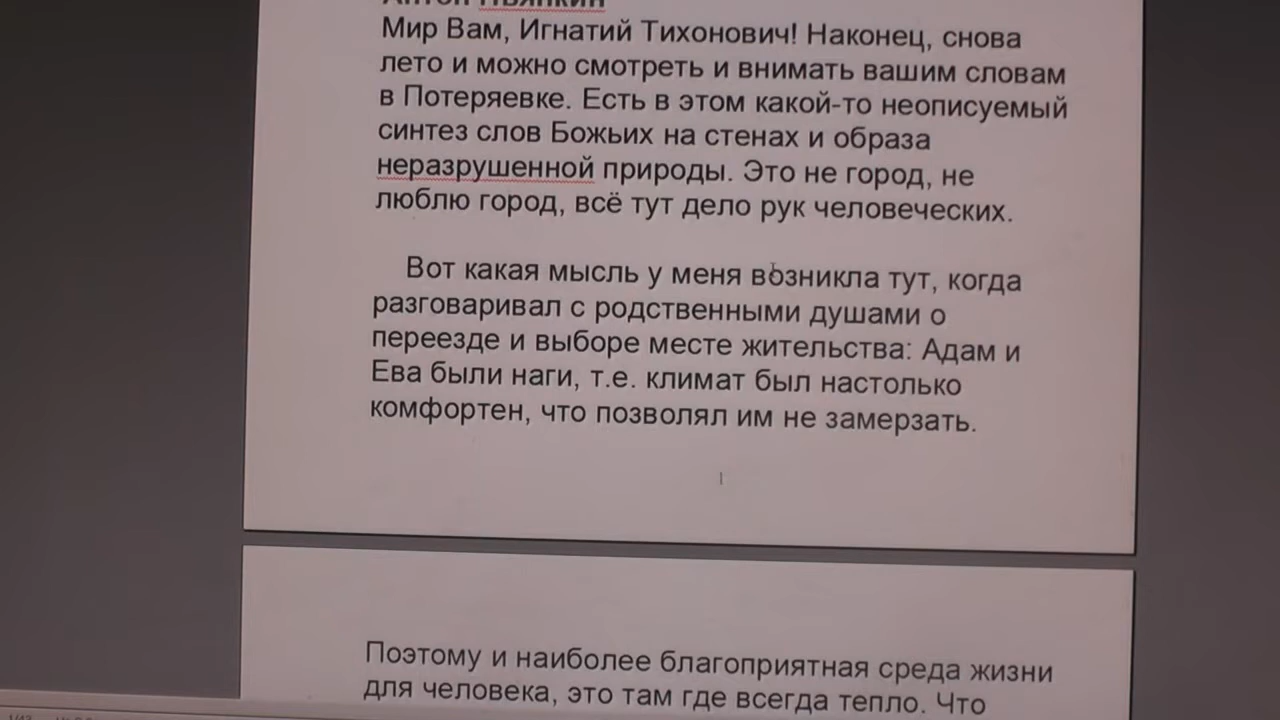 Мир Вам, Игнатий Тихонович! Наконец, снова
лето и можно смотреть и внимать вашим словам
в Потеряевке. Есть в этом какой-то неописуемый
синтез слов Божьих на стенах и образа
неразрушенной природы. Это не город, не
люблю город, всё тут дело рук человеческих.
Вот какая мысль у меня возникла тут, когда
разговаривал с родственными душами о
переезде и выборе месте жительства: Адам и
Ева были наги, т.е. климат был настолько
комфортен, что позволял им не замерзать.
1
Поэтому и наиболее благоприятная среда жизни
для человека, это там где всегда тепло. Что